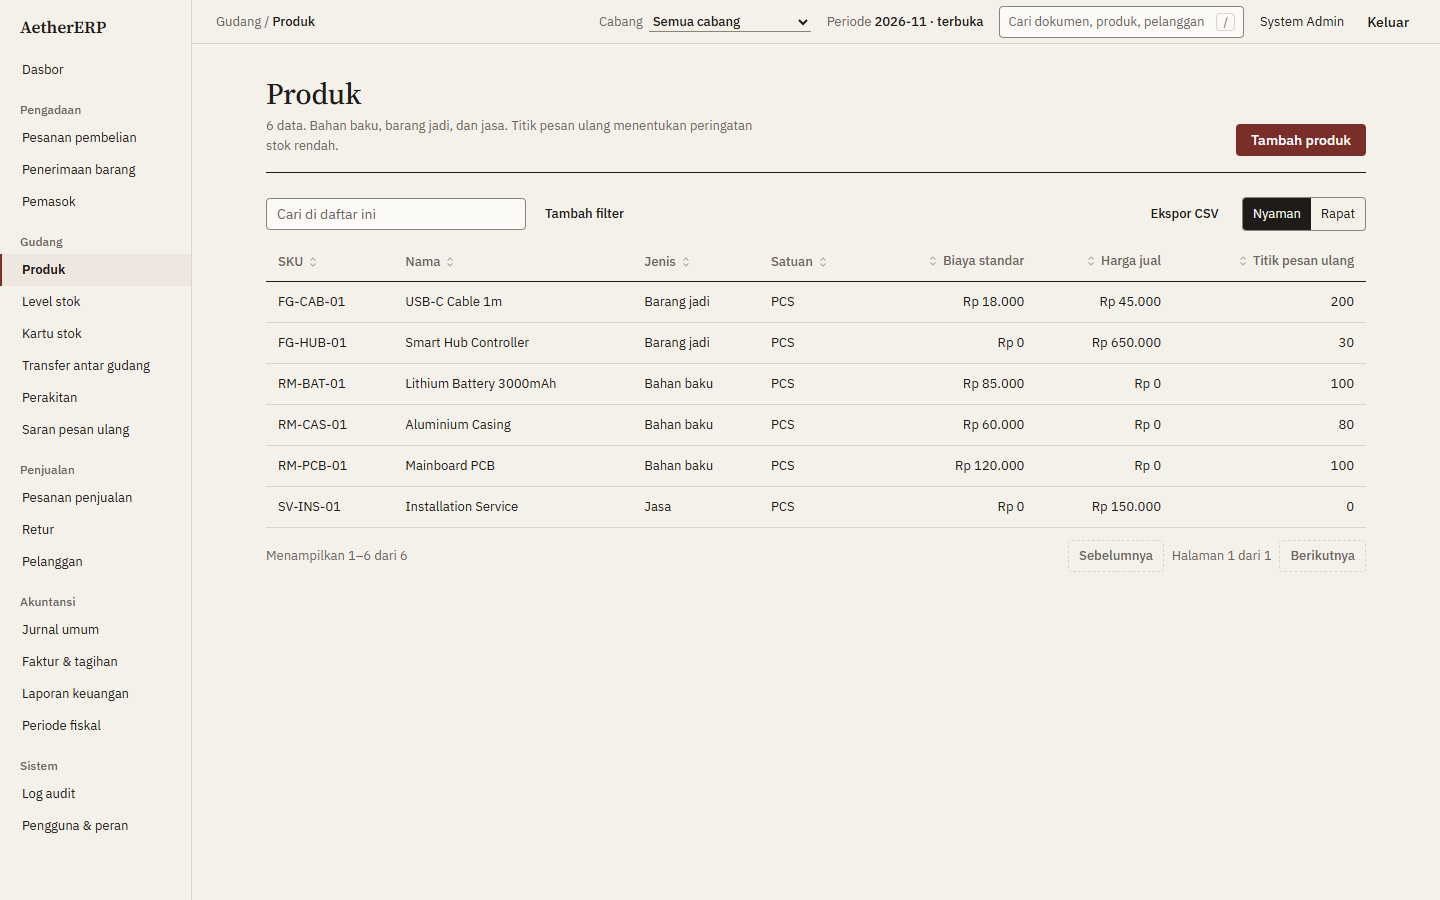 AetherERP
Dasbor
Pengadaan
Pesanan pembelian
Penerimaan barang
Pemasok
Gudang
Produk
Level stok
Kartu stok
Transfer antar gudang
Perakitan
Saran pesan ulang
Penjualan
Pesanan penjualan
Retur
Pelanggan
Akuntansi
Jurnal umum
Faktur & tagihan
Laporan keuangan
Periode fiskal
Sistem
Log audit
Pengguna & peran
Gudang / Produk Cabang Semua cabang Periode 2026-11 · terbuka Cari dokumen, produk, pelanggan / System Admin Keluar
Produk
6 data. Bahan baku, barang jadi, dan jasa. Titik pesan ulang menentukan peringatan
stok rendah.
Tambah produk
Cari di daftar ini Tambah filter Ekspor CSV Nyaman Rapat
SKU Nama Jenis Satuan Biaya standar Harga jual Titik pesan ulang
FG-CAB-01 USB-C Cable 1m Barang jadi PCS Rp 18.000 Rp 45.000 200
FG-HUB-01 Smart Hub Controller Barang jadi PCS Rp 0 Rp 650.000 30
RM-BAT-01 Lithium Battery 3000mAh Bahan baku PCS Rp 85.000 Rp 0 100
RM-CAS-01 Aluminium Casing Bahan baku PCS Rp 60.000 Rp 0 80
RM-PCB-01 Mainboard PCB Bahan baku PCS Rp 120.000 Rp 0 100
SV-INS-01 Installation Service Jasa PCS Rp 0 Rp 150.000 0
Menampilkan 1–6 dari 6 Sebelumnya Halaman 1 dari 1 Berikutnya